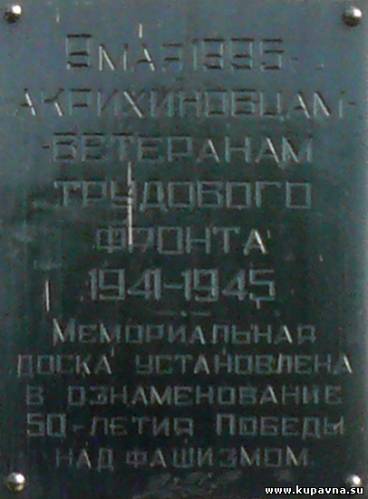 9 МАЯ 1995
АКРИХИНОВЦАМ-
ВЕТЕРАНАМ
ТРУДОВОГО
ФРОНТА
1941-1945
МЕМОРИАЛЬНАЯ
ДОСКА УСТАНОВЛЕНА
В ОЗНАМЕНОВАНИЕ
50-ЛЕТИЯ ПОБЕДЫ
НАД ФАШИЗМОМ
www.kupavna.su